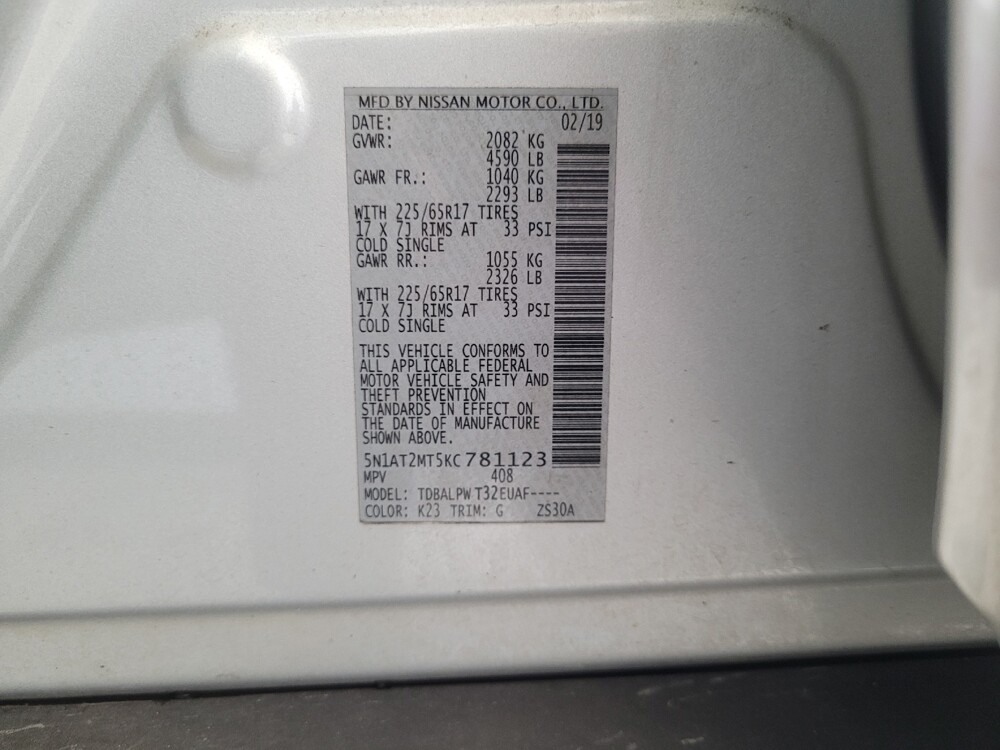 MFD BY NISSAN MOTOR CO., LTD.
DATE: 02/19
GVWR: 2082 KG
4590 LB
GAWR FR.: 1040 KG
2293 LB
WITH 225/65R17 TIRES
17 X 7J RIMS AT 33 PSI
COLD SINGLE
GAWR RR.: 1055 KG
2326 LB
WITH 225/65R17 TIRES
17 X 7J RIMS AT 33 PSI
COLD SINGLE
THIS VEHICLE CONFORMS TO
ALL APPLICABLE FEDERAL
MOTOR VEHICLE SAFETY AND
THEFT PREVENTION
STANDARDS IN EFFECT ON
THE DATE OF MANUFACTURE
SHOWN ABOVE.
5N1AT2MT5KC781123
MPV 408
MODEL: TDBALPW T32EUAF----
COLOR: K23 TRIM: G ZS30A